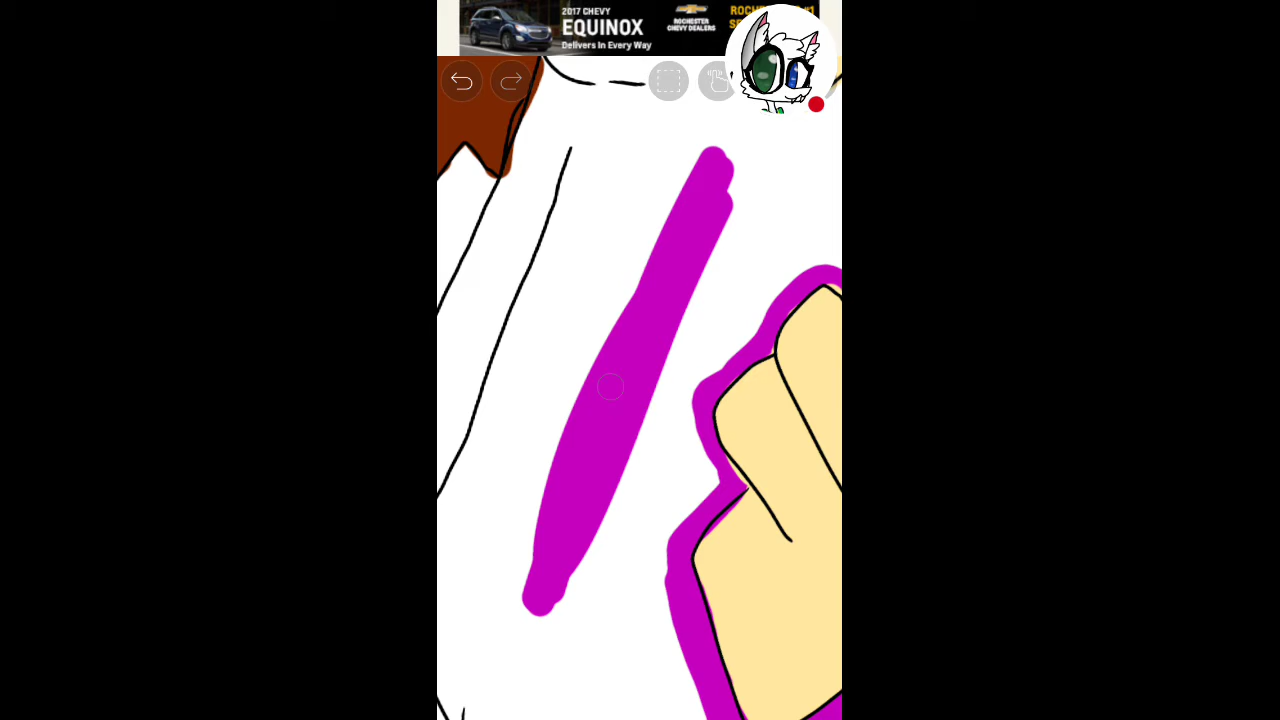 2017 CHEVY
EQUINOX
Delivers In Every Way
ROCHESTER
CHEVY DEALERS